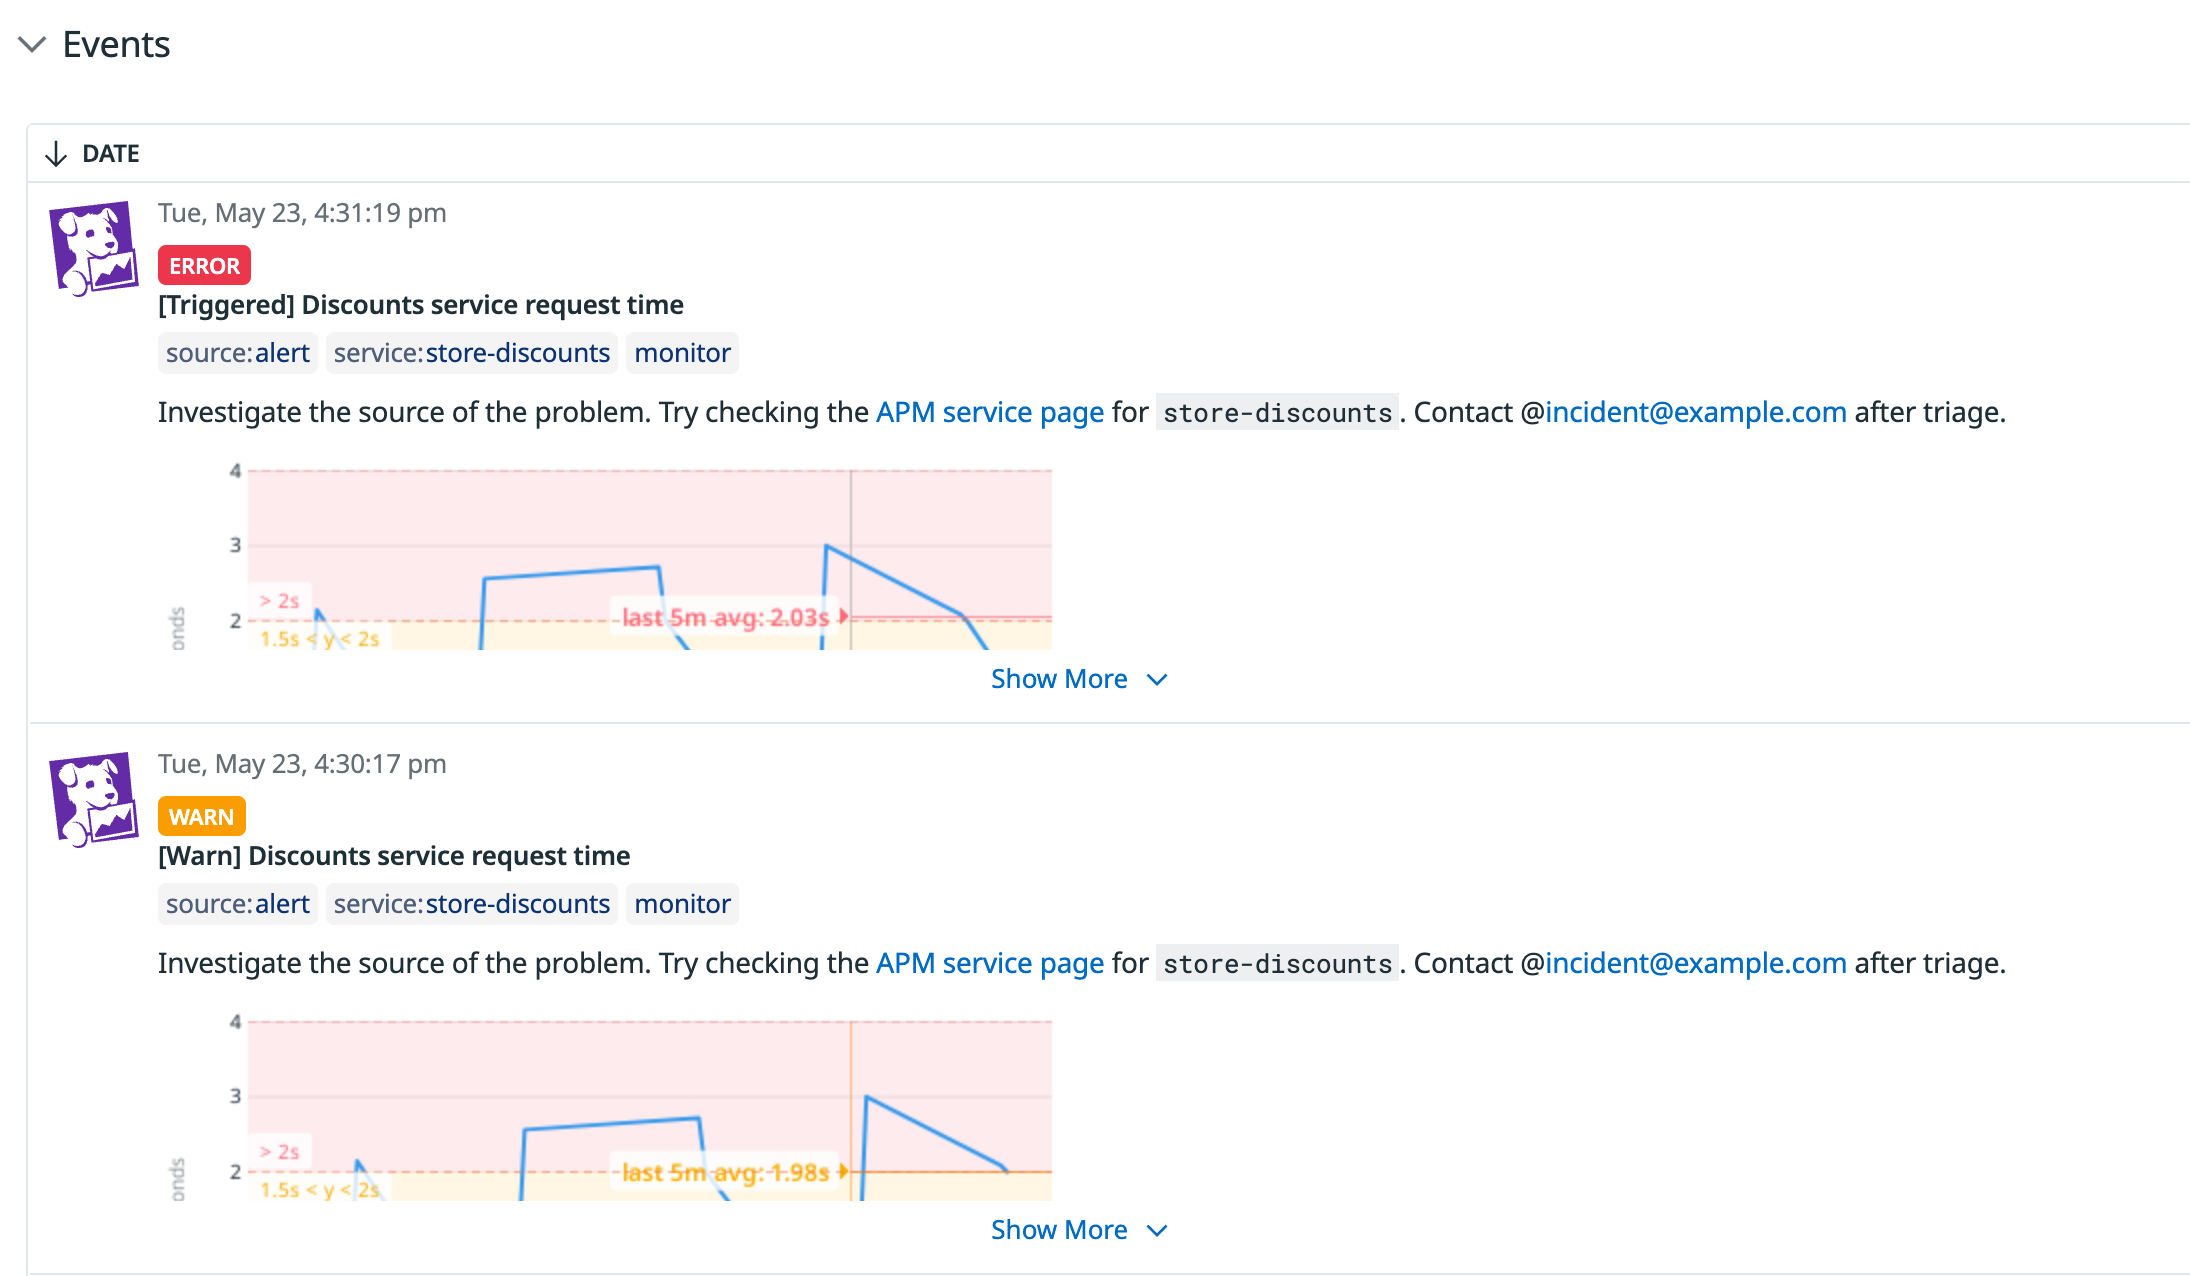 Events
DATE
Tue, May 23, 4:31:19 pm
ERROR
[Triggered] Discounts service request time
source:alert service:store-discounts monitor
Investigate the source of the problem. Try checking the APM service page for store-discounts. Contact @incident@example.com after triage.
4
3
> 2s
last 5m avg: 2.03s
2
1.5s < y < 2s
onds
Show More
Tue, May 23, 4:30:17 pm
WARN
[Warn] Discounts service request time
source:alert service:store-discounts monitor
Investigate the source of the problem. Try checking the APM service page for store-discounts. Contact @incident@example.com after triage.
4
3
> 2s
last 5m avg: 1.98s
2
1.5s < y < 2s
onds
Show More